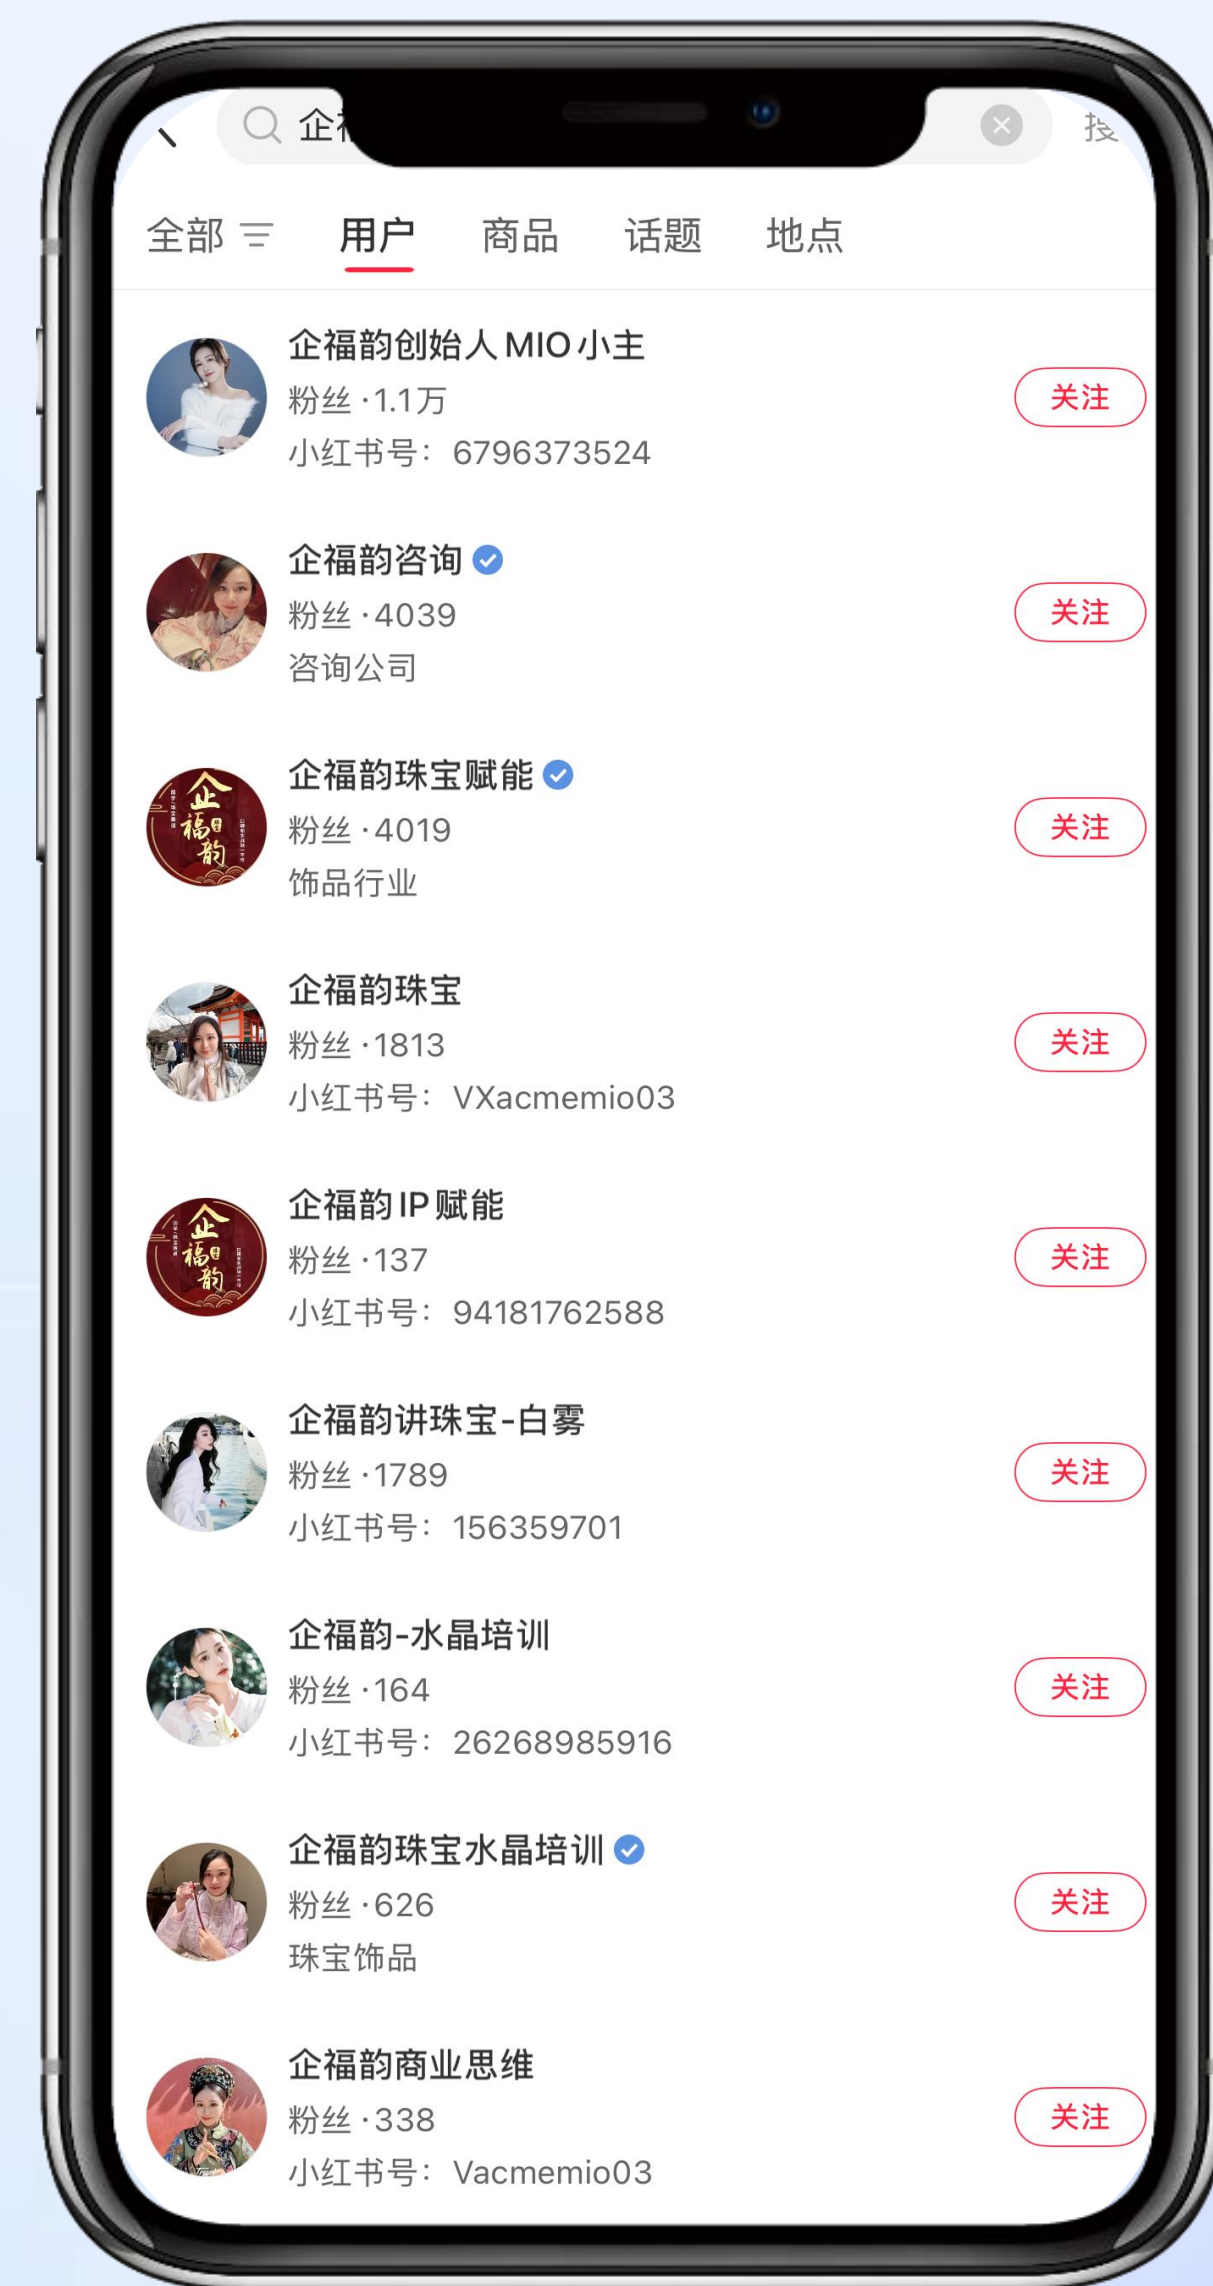 企
全部 用户 商品 话题 地点
企福韵创始人MIO小主
粉丝·1.1万
关注
小红书号：6796373524
企福韵咨询
粉丝·4039
关注
咨询公司
企福韵珠宝赋能
粉丝·4019
关注
饰品行业
企福韵
企福韵珠宝
粉丝·1813
关注
小红书号：VXacmemio03
企福韵IP赋能
粉丝·137
关注
小红书号：94181762588
企福韵
企福韵讲珠宝-白雾
粉丝·1789
关注
小红书号：156359701
企福韵-水晶培训
粉丝·164
关注
小红书号：26268985916
企福韵珠宝水晶培训
粉丝·626
关注
珠宝饰品
企福韵商业思维
粉丝·338
关注
小红书号：Vacmemio03